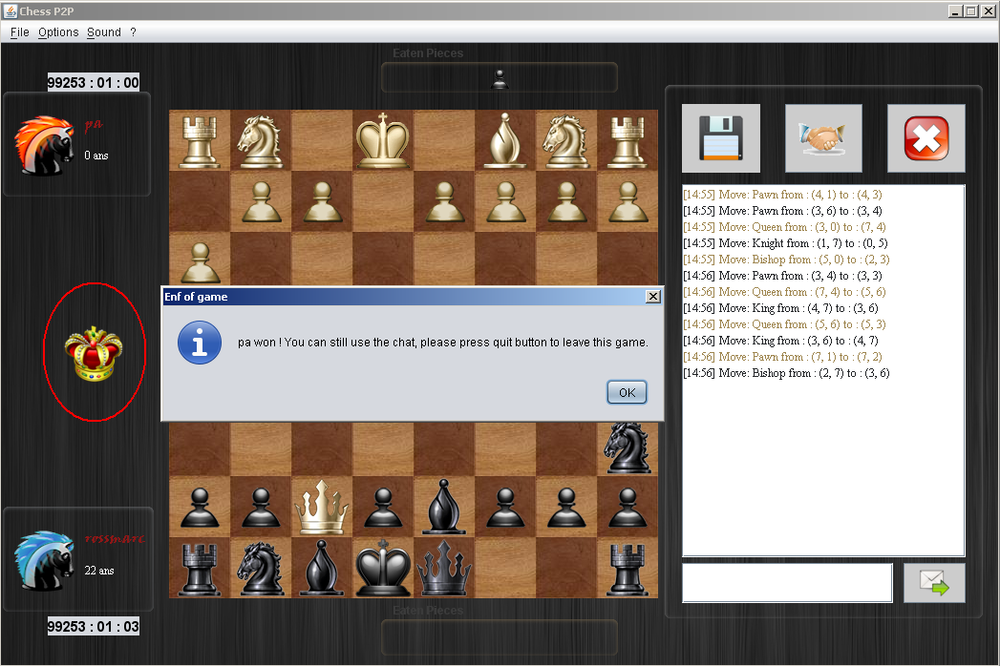 Chess P2P
File Options Sound ?
Eaten Pieces
99253 : 01 : 00
pa
0 ans
[14:55] Move: Pawn from : (4, 1) to : (4, 3)
[14:55] Move: Pawn from : (3, 6) to : (3, 4)
[14:55] Move: Queen from : (3, 0) to : (7, 4)
[14:55] Move: Knight from : (1, 7) to : (0, 5)
[14:55] Move: Bishop from : (5, 0) to : (2, 3)
[14:56] Move: Pawn from : (3, 4) to : (3, 3)
[14:56] Move: Queen from : (7, 4) to : (5, 6)
[14:56] Move: King from : (4, 7) to : (3, 6)
[14:56] Move: Queen from : (5, 6) to : (5, 3)
[14:56] Move: King from : (3, 6) to : (4, 7)
[14:56] Move: Pawn from : (7, 1) to : (7, 2)
[14:56] Move: Bishop from : (2, 7) to : (3, 6)
Enf of game
pa won ! You can still use the chat, please press quit button to leave this game.
OK
rossmarc
22 ans
Eaten Pieces
99253 : 01 : 03